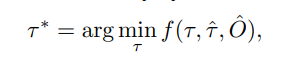 τ* = arg min_τ f(τ, τ̂, Ô),